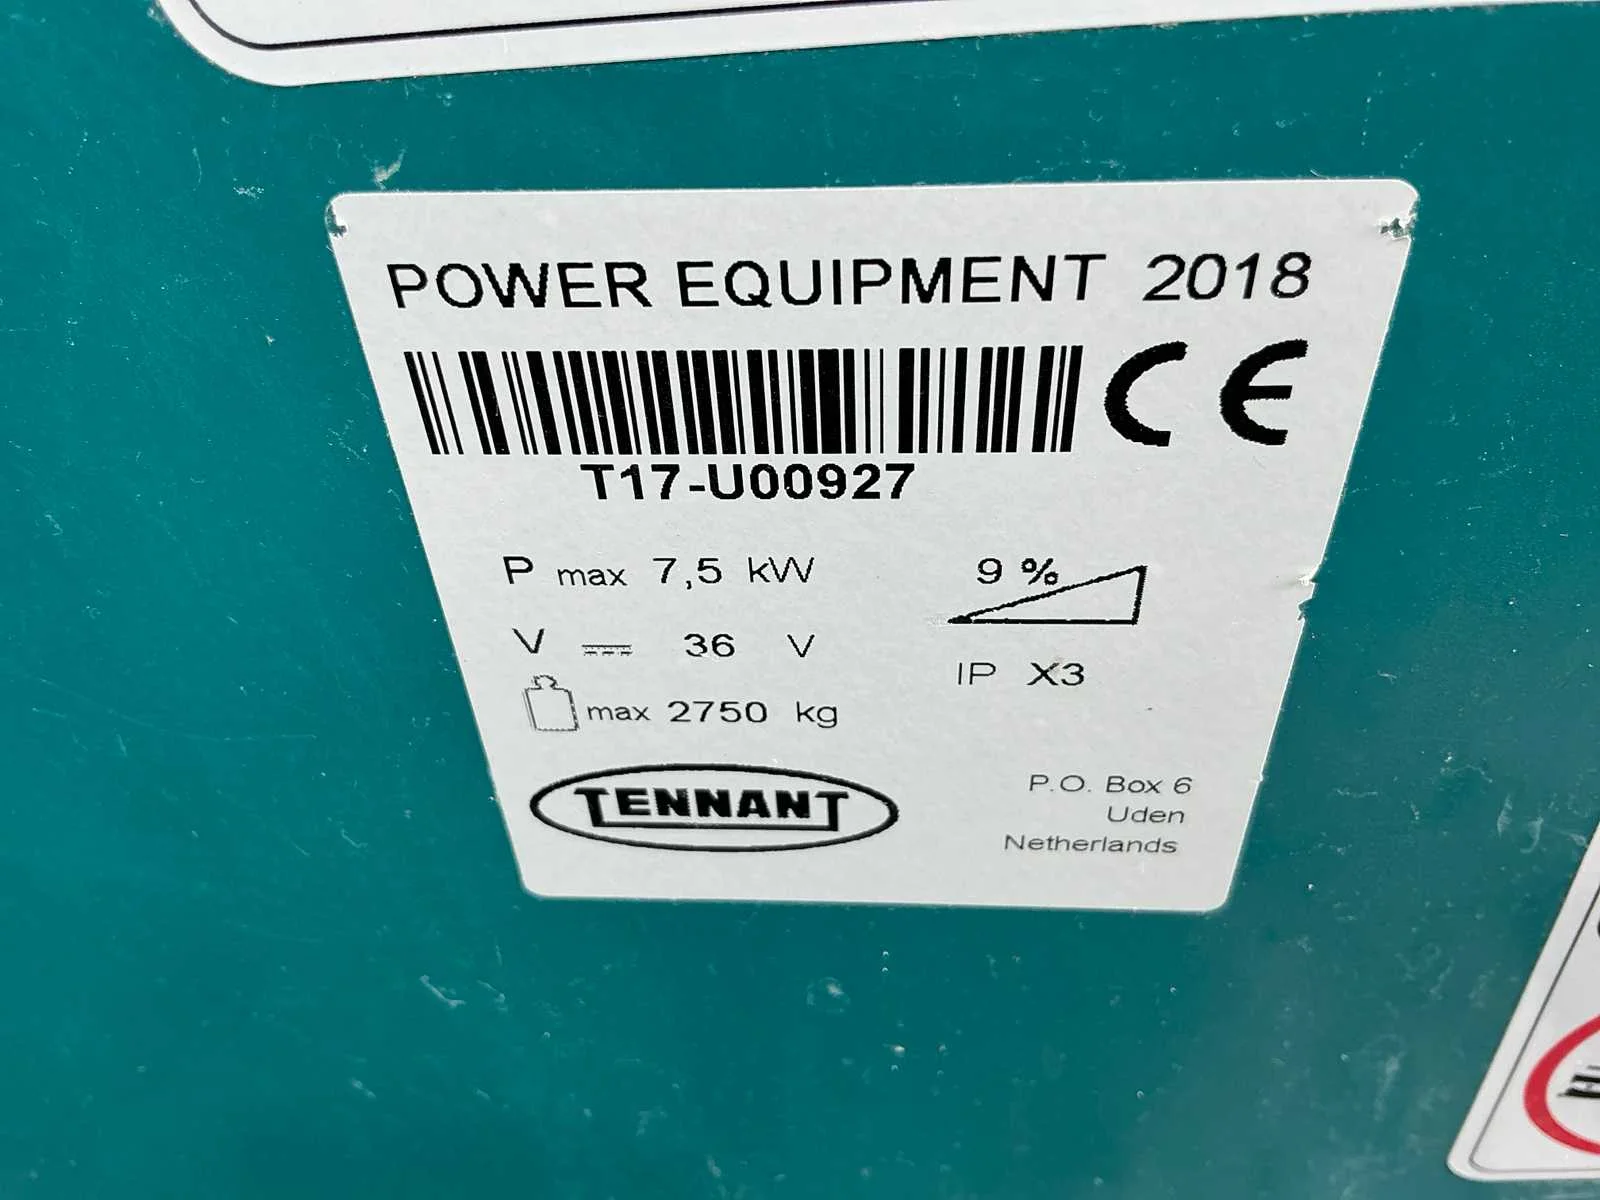 POWER EQUIPMENT 2018
CE
T17-U00927
P max 7,5 kW
9 %
V 36 V
IP X3
max 2750 kg
TENNANT
P.O. Box 6
Uden
Netherlands